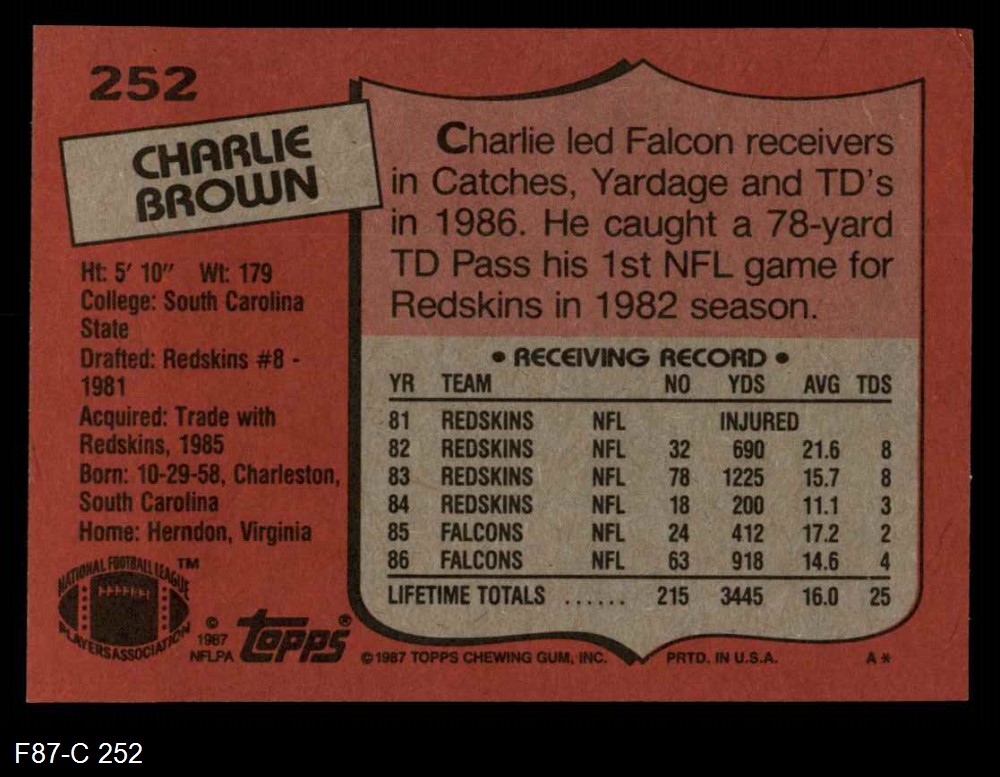 252
CHARLIE
BROWN
Ht: 5' 10" Wt: 179
College: South Carolina
State
Drafted: Redskins #8 -
1981
Acquired: Trade with
Redskins, 1985
Born: 10-29-58, Charleston,
South Carolina
Home: Herndon, Virginia
NATIONAL FOOTBALL LEAGUE ™
PLAYERS ASSOCIATION
© 1987
NFLPA
topps®
Charlie led Falcon receivers
in Catches, Yardage and TD's
in 1986. He caught a 78-yard
TD Pass his 1st NFL game for
Redskins in 1982 season.
• RECEIVING RECORD •
YR TEAM NO YDS AVG TDS
81 REDSKINS NFL INJURED
82 REDSKINS NFL 32 690 21.6 8
83 REDSKINS NFL 78 1225 15.7 8
84 REDSKINS NFL 18 200 11.1 3
85 FALCONS NFL 24 412 17.2 2
86 FALCONS NFL 63 918 14.6 4
LIFETIME TOTALS ...... 215 3445 16.0 25
© 1987 TOPPS CHEWING GUM, INC. PRTD. IN U.S.A. A*
F87-C 252